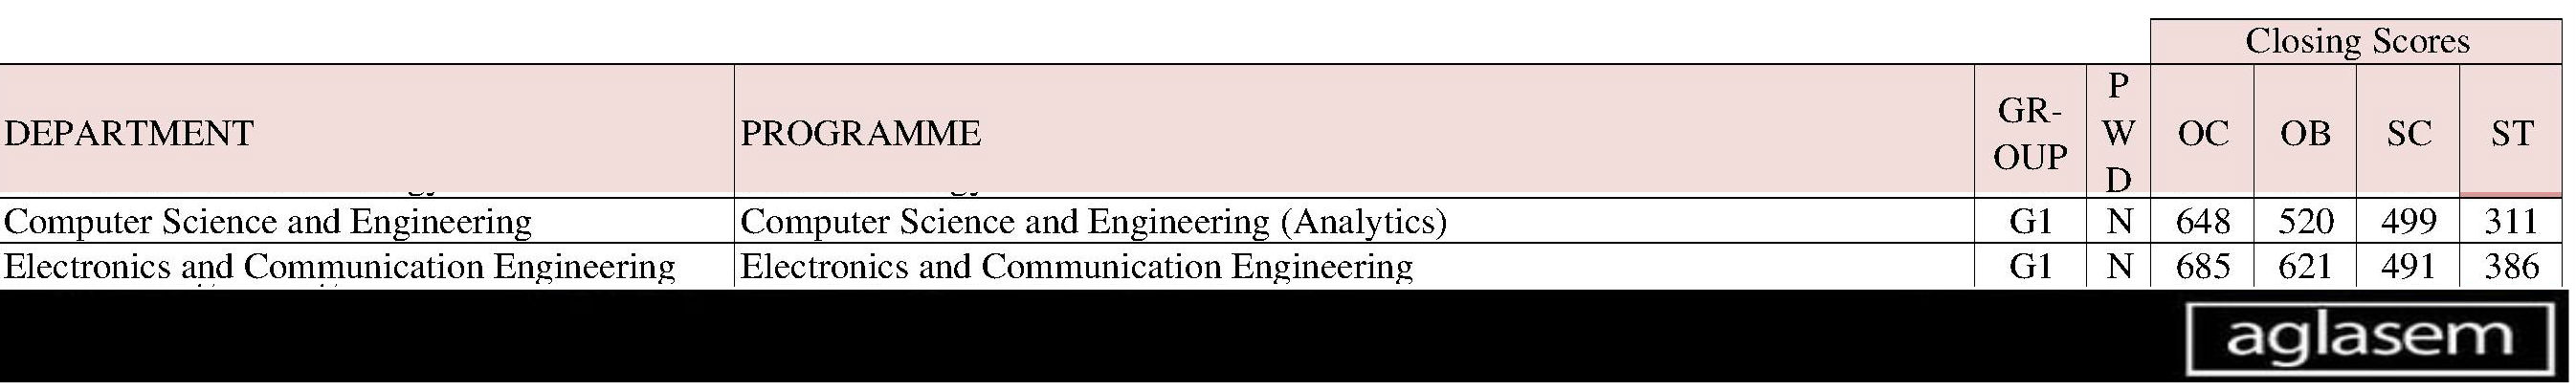 Closing Scores
DEPARTMENT PROGRAMME GR-OUP PWD OC OB SC ST
Computer Science and Engineering Computer Science and Engineering (Analytics) G1 N 648 520 499 311
Electronics and Communication Engineering Electronics and Communication Engineering G1 N 685 621 491 386
aglasem